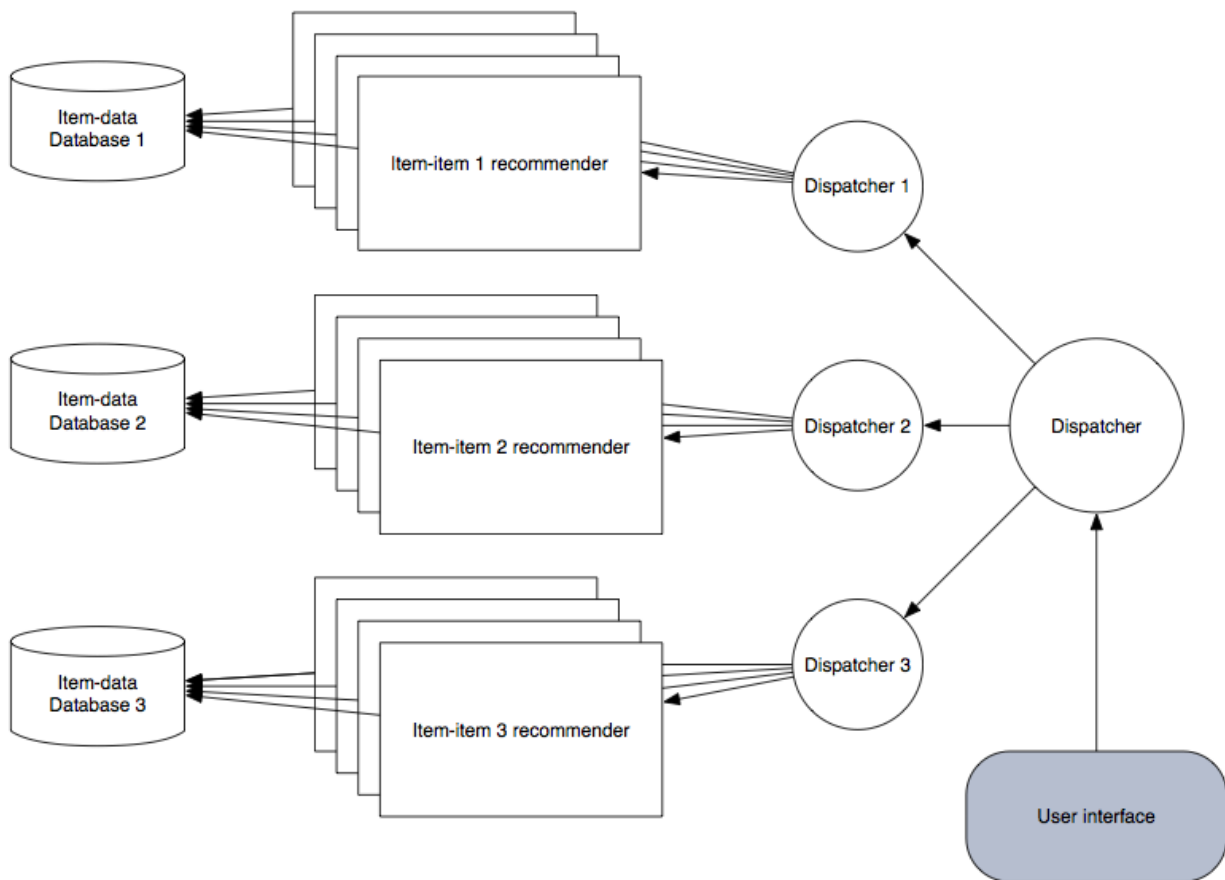 Item-data
Database 1
Item-item 1 recommender
Dispatcher 1
Item-data
Database 2
Item-item 2 recommender
Dispatcher 2
Dispatcher
Item-data
Database 3
Item-item 3 recommender
Dispatcher 3
User interface